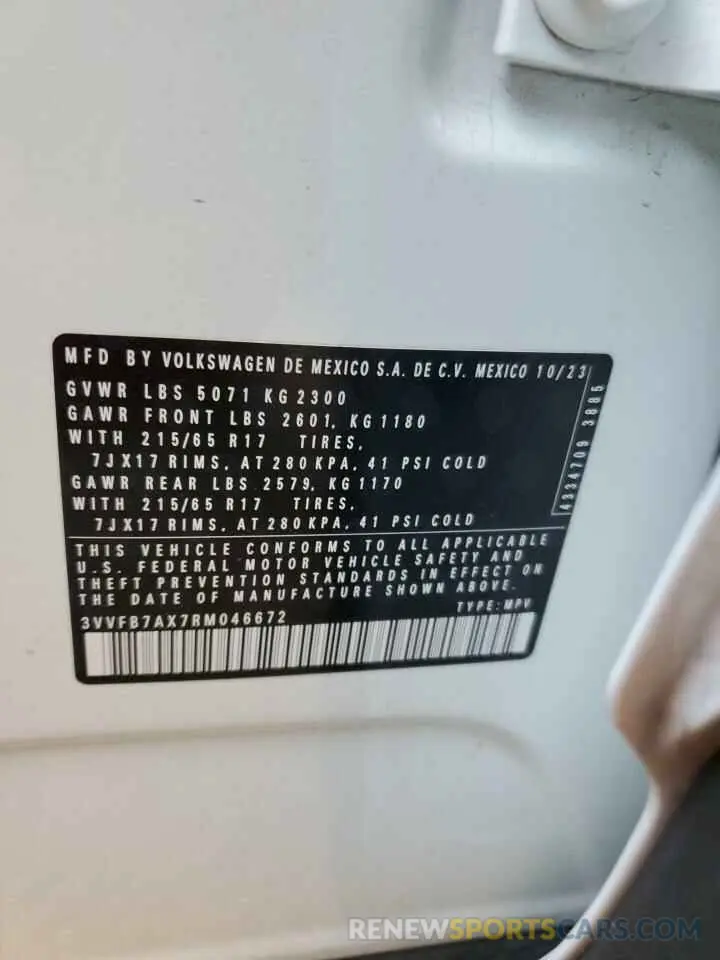 MFD BY VOLKSWAGEN DE MEXICO S.A. DE C.V. MEXICO 10/23
GVWR LBS 5071 KG 2300
GAWR FRONT LBS 2601, KG 1180
WITH 215/65 R17 TIRES,
7JX17 RIMS, AT 280 KPA, 41 PSI COLD
GAWR REAR LBS 2579, KG 1170
WITH 215/65 R17 TIRES,
7JX17 RIMS, AT 280 KPA, 41 PSI COLD
4334709 3885
THIS VEHICLE CONFORMS TO ALL APPLICABLE
U.S. FEDERAL MOTOR VEHICLE SAFETY AND
THEFT PREVENTION STANDARDS IN EFFECT ON
THE DATE OF MANUFACTURE SHOWN ABOVE.
3VVFB7AX7RM046672 TYPE: MPV
RENEWSPORTSCARS.COM